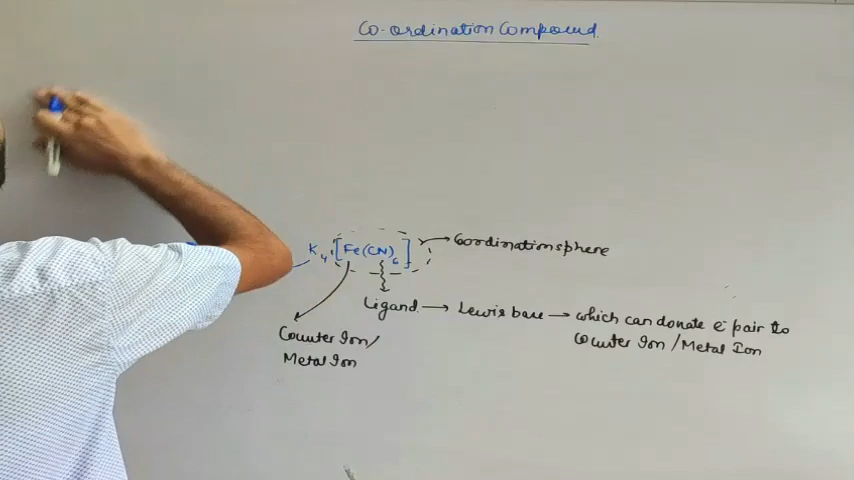 Co-ordination Compound.
K4[Fe(CN)6] → Coordination sphere
Ligand → Lewis base → which can donate e⁻ pair to
Counter Ion / Metal Ion
Counter Ion/
Metal Ion